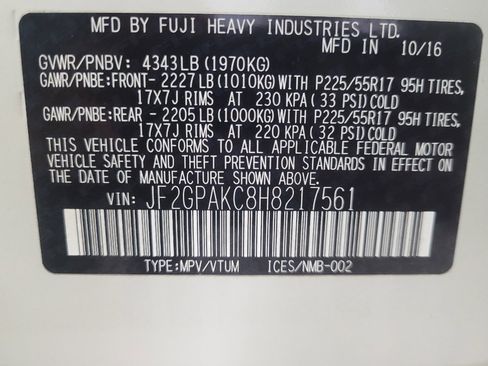 MFD BY FUJI HEAVY INDUSTRIES LTD.
MFD IN 10/16
GVWR/PNBV: 4343LB (1970KG)
GAWR/PNBE:FRONT- 2227LB (1010KG) WITH P225/55R17 95H TIRES,
17X7J RIMS AT 230 KPA (33 PSI) COLD
GAWR/PNBE:REAR - 2205LB (1000KG) WITH P225/55R17 95H TIRES,
17X7J RIMS AT 220 KPA (32 PSI) COLD
THIS VEHICLE CONFORMS TO ALL APPLICABLE FEDERAL MOTOR
VEHICLE SAFETY AND THEFT PREVENTION STANDARDS IN EFFECT ON
THE DATE OF MANUFACTURE SHOWN ABOVE.
VIN: JF2GPAKC8H8217561
TYPE:MPV/VTUM ICES/NMB-002